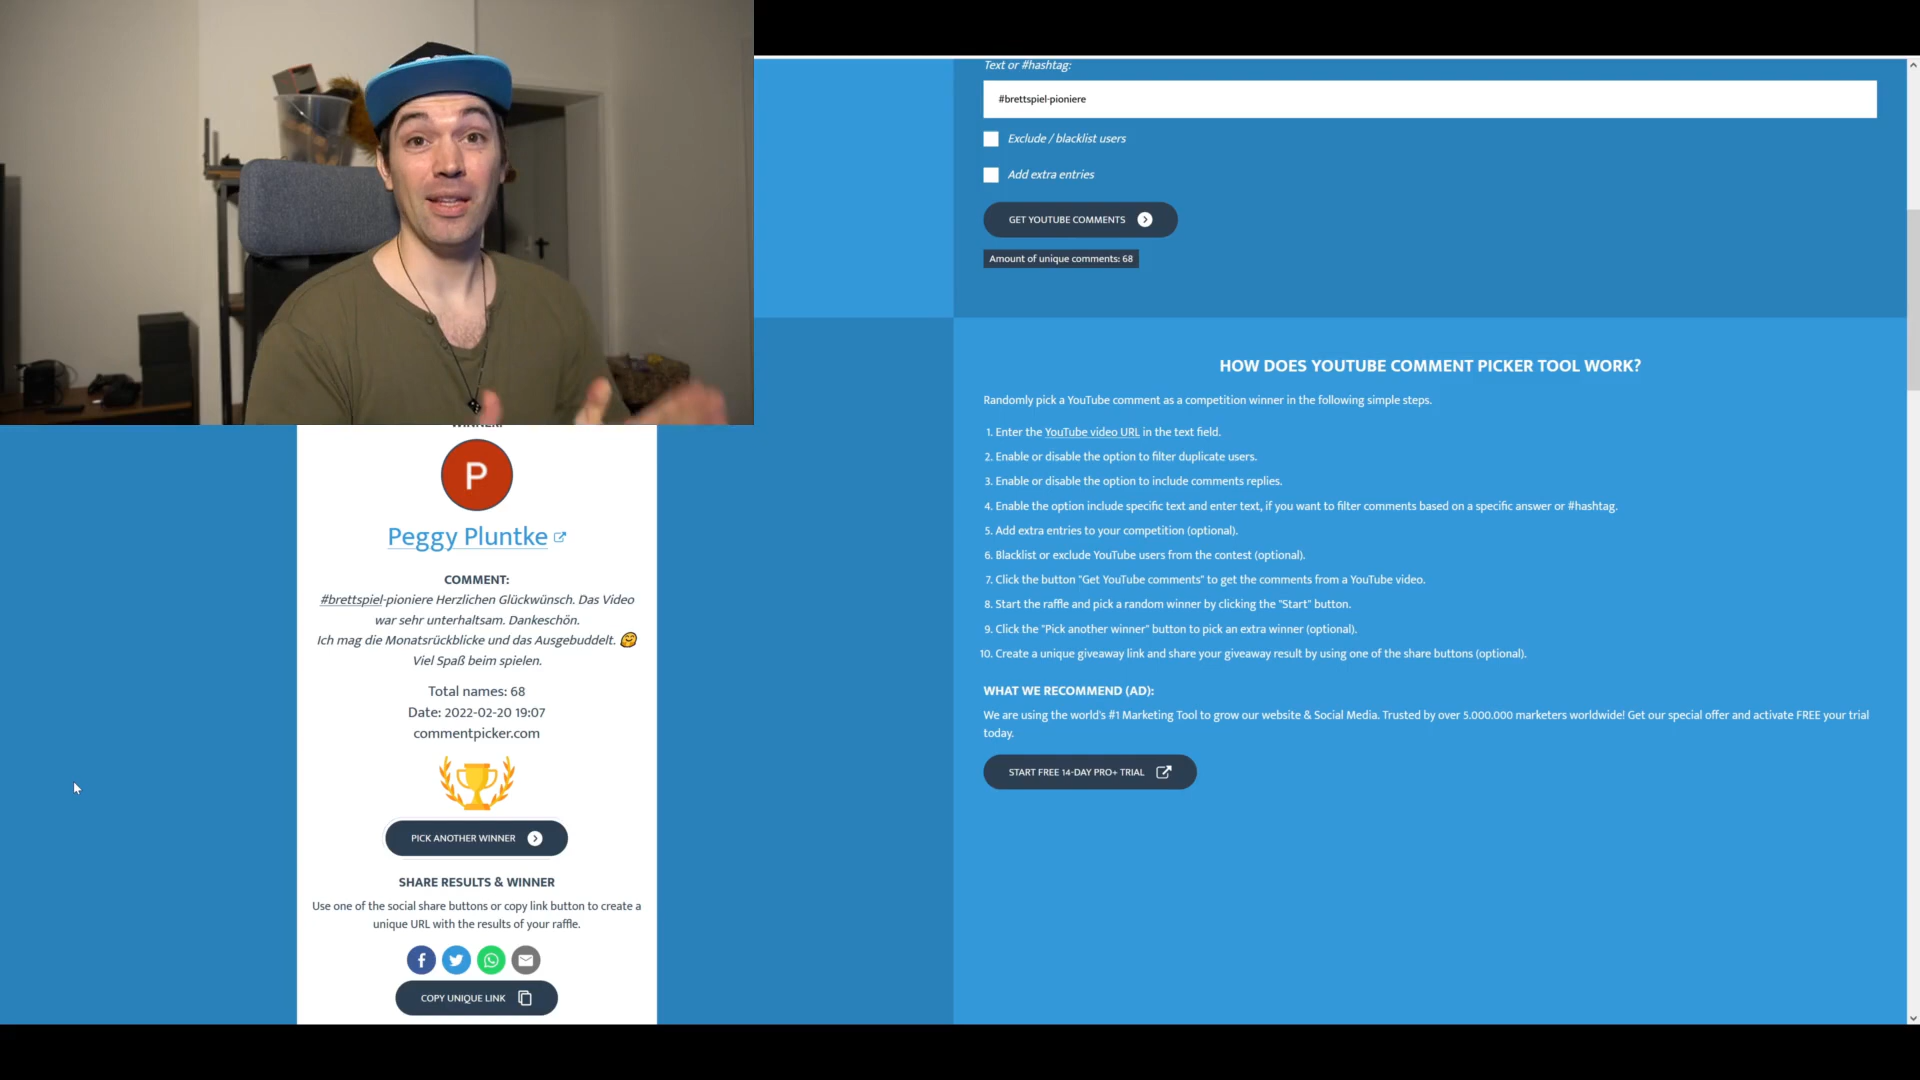 Text or #hashtag:
#brettspiel-pioniere
Exclude / blacklist users
Add extra entries
GET YOUTUBE COMMENTS
Amount of unique comments: 68
HOW DOES YOUTUBE COMMENT PICKER TOOL WORK?
Randomly pick a YouTube comment as a competition winner in the following simple steps.
1. Enter the YouTube video URL in the text field.
2. Enable or disable the option to filter duplicate users.
3. Enable or disable the option to include comments replies.
4. Enable the option include specific text and enter text, if you want to filter comments based on a specific answer or #hashtag.
5. Add extra entries to your competition (optional).
6. Blacklist or exclude YouTube users from the contest (optional).
7. Click the button "Get YouTube comments" to get the comments from a YouTube video.
8. Start the raffle and pick a random winner by clicking the "Start" button.
9. Click the "Pick another winner" button to pick an extra winner (optional).
10. Create a unique giveaway link and share your giveaway result by using one of the share buttons (optional).
WHAT WE RECOMMEND (AD):
We are using the world's #1 Marketing Tool to grow our website & Social Media. Trusted by over 5.000.000 marketers worldwide! Get our special offer and activate FREE your trial
today.
START FREE 14-DAY PRO+ TRIAL
P
Peggy Pluntke
COMMENT:
#brettspiel-pioniere Herzlichen Glückwünsch. Das Video
war sehr unterhaltsam. Dankeschön.
Ich mag die Monatsrückblicke und das Ausgebuddelt. 🤗
Viel Spaß beim spielen.
Total names: 68
Date: 2022-02-20 19:07
commentpicker.com
PICK ANOTHER WINNER
SHARE RESULTS & WINNER
Use one of the social share buttons or copy link button to create a
unique URL with the results of your raffle.
COPY UNIQUE LINK